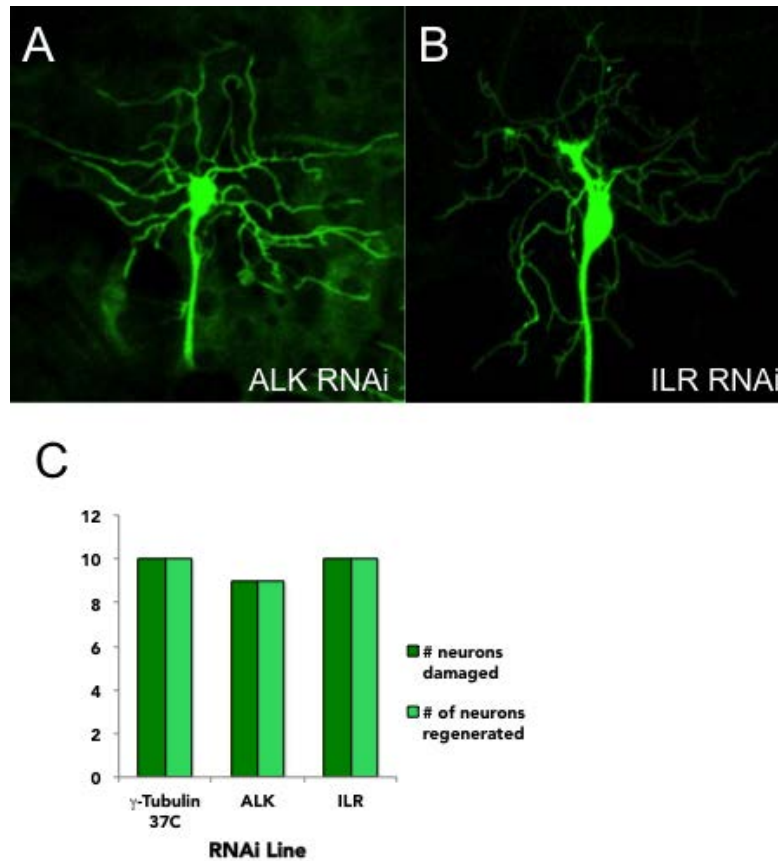 A
B
ALK RNAi
ILR RNAi
C
12
10
8
6
4
2
0
γ-Tubulin
37C
ALK
ILR
RNAi Line
# neurons
damaged
# of neurons
regenerated